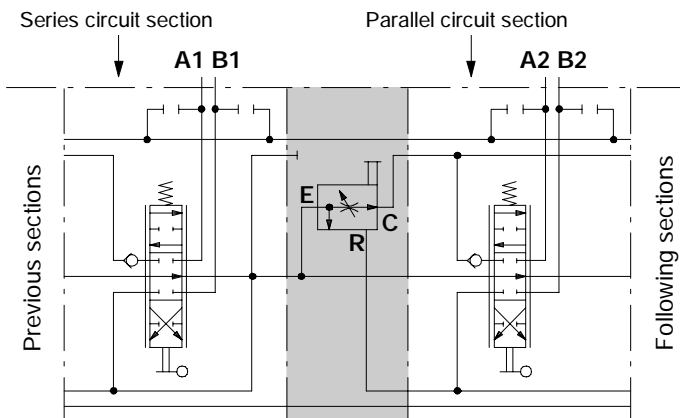 Series circuit section
Parallel circuit section
A1 B1
A2 B2
Previous sections
E
C
R
Following sections